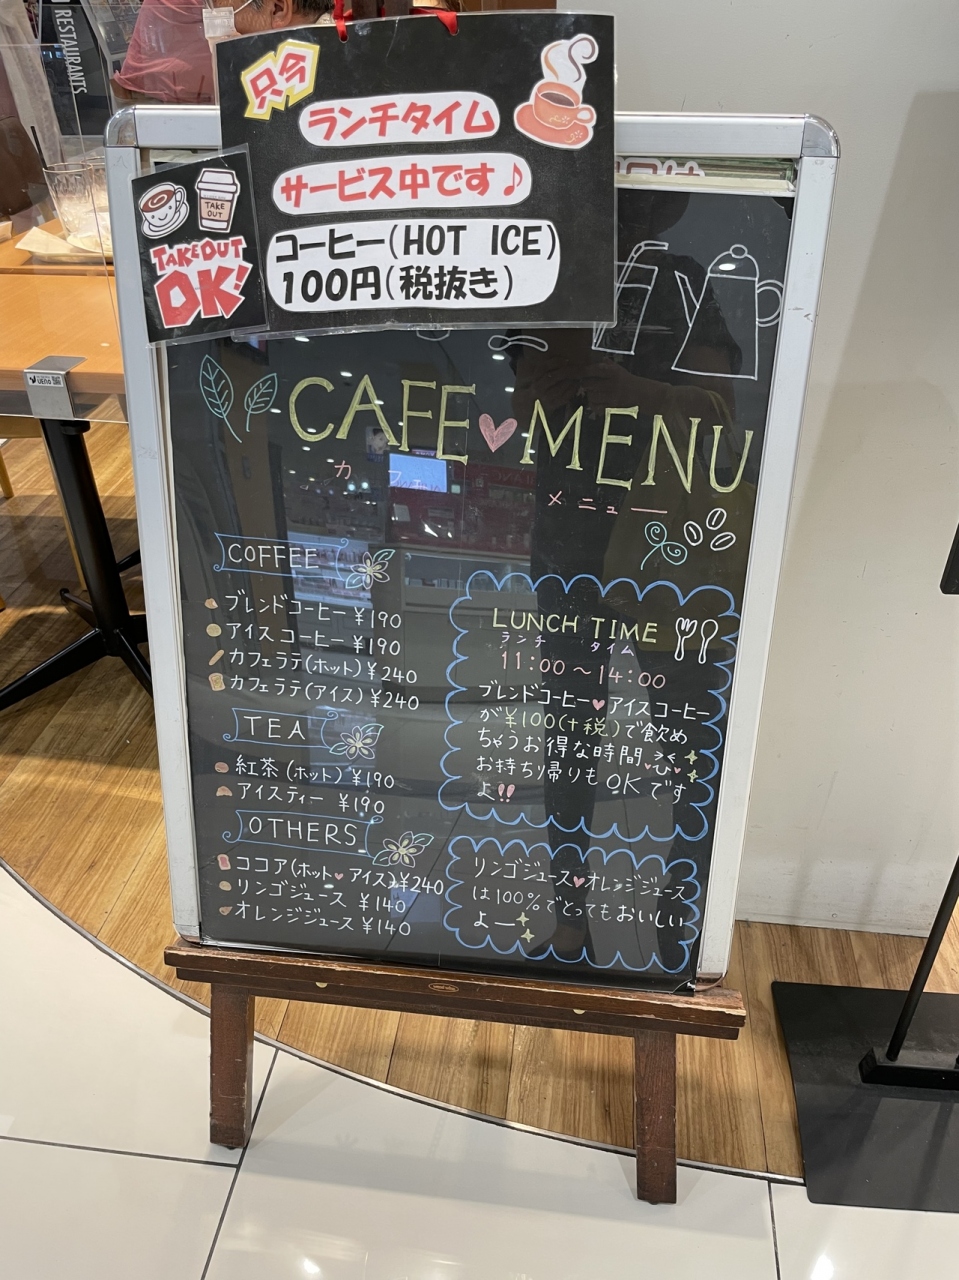 RESTAURANTS
只今
ランチタイム
サービス中です♪
コーヒー(HOT ICE)
100円(税抜き)
TAKE OUT
TAKEOUT
OK!
CAFE♥MENU
カフェ
メニュー
COFFEE
ブレンドコーヒー ¥190
アイスコーヒー ¥190
カフェラテ(ホット) ¥240
カフェラテ(アイス) ¥240
TEA
紅茶(ホット) ¥190
アイスティー ¥190
OTHERS
ココア(ホット♥アイス) ¥240
リンゴジュース ¥140
オレンジジュース ¥140
LUNCH TIME
ランチ タイム
11:00～14:00
ブレンドコーヒー♥アイスコーヒー
が¥100(+税)で飲め
ちゃうお得な時間
お持ち帰りもOKです
よ!!
リンゴジュース♥オレンジジュース
は100%でとってもおいしい
よー